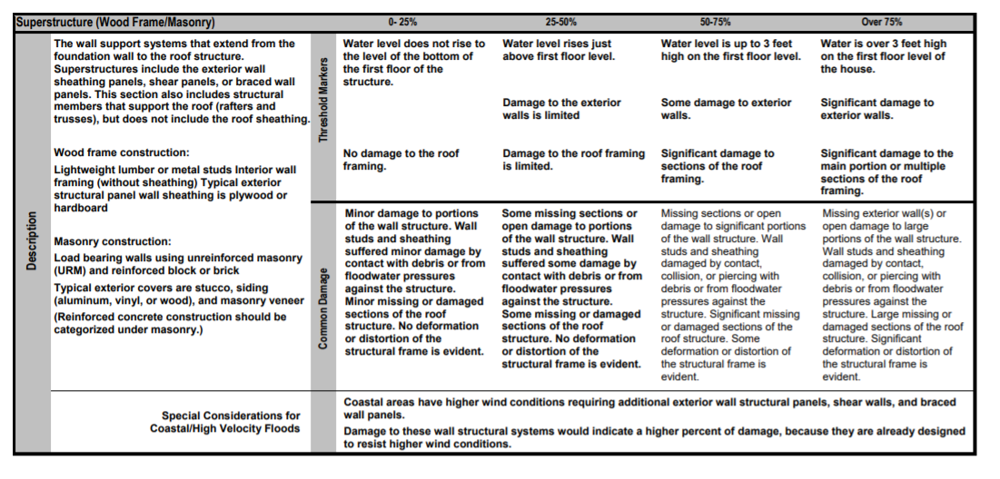 Superstructure (Wood Frame/Masonry)
0- 25%
25-50%
50-75%
Over 75%
Description
The wall support systems that extend from the
foundation wall to the roof structure.
Superstructures include the exterior wall
sheathing panels, shear panels, or braced wall
panels. This section also includes structural
members that support the roof (rafters and
trusses), but does not include the roof sheathing.
Wood frame construction:
Lightweight lumber or metal studs Interior wall
framing (without sheathing) Typical exterior
structural panel wall sheathing is plywood or
hardboard
Masonry construction:
Load bearing walls using unreinforced masonry
(URM) and reinforced block or brick
Typical exterior covers are stucco, siding
(aluminum, vinyl, or wood), and masonry veneer
(Reinforced concrete construction should be
categorized under masonry.)
Threshold Markers
Water level does not rise to
the level of the bottom of
the first floor of the
structure.
No damage to the roof
framing.
Water level rises just
above first floor level.
Damage to the exterior
walls is limited
Damage to the roof framing
is limited.
Water level is up to 3 feet
high on the first floor level.
Some damage to exterior
walls.
Significant damage to
sections of the roof
framing.
Water is over 3 feet high
on the first floor level of
the house.
Significant damage to
exterior walls.
Significant damage to the
main portion or multiple
sections of the roof
framing.
Common Damage
Minor damage to portions
of the wall structure. Wall
studs and sheathing
suffered minor damage by
contact with debris or from
floodwater pressures
against the structure.
Minor missing or damaged
sections of the roof
structure. No deformation
or distortion of the
structural frame is evident.
Some missing sections or
open damage to portions
of the wall structure. Wall
studs and sheathing
suffered some damage by
contact with debris or from
floodwater pressures
against the structure.
Some missing or damaged
sections of the roof
structure. No deformation
or distortion of the
structural frame is evident.
Missing sections or open
damage to significant portions
of the wall structure. Wall
studs and sheathing
damaged by contact,
collision, or piercing with
debris or from floodwater
pressures against the
structure. Significant missing
or damaged sections of the
roof structure. Some
deformation or distortion of
the structural frame is
evident.
Missing exterior wall(s) or
open damage to large
portions of the wall structure.
Wall studs and sheathing
damaged by contact,
collision, or piercing with
debris or from floodwater
pressures against the
structure. Large missing or
damaged sections of the roof
structure. Significant
deformation or distortion of
the structural frame is
evident.
Special Considerations for
Coastal/High Velocity Floods
Coastal areas have higher wind conditions requiring additional exterior wall structural panels, shear walls, and braced
wall panels.
Damage to these wall structural systems would indicate a higher percent of damage, because they are already designed
to resist higher wind conditions.